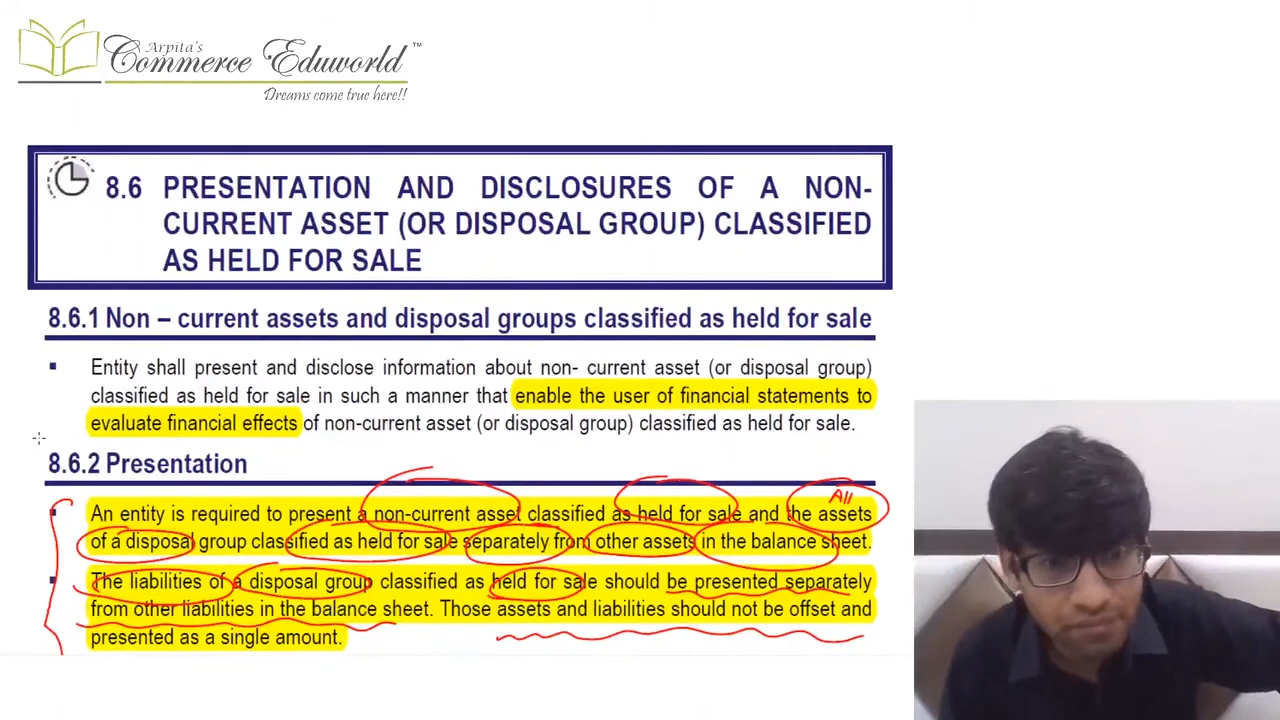 Arpita's
Commerce Eduworld™
Dreams come true here!!
8.6 PRESENTATION AND DISCLOSURES OF A NON-
CURRENT ASSET (OR DISPOSAL GROUP) CLASSIFIED
AS HELD FOR SALE
8.6.1 Non – current assets and disposal groups classified as held for sale
▪ Entity shall present and disclose information about non- current asset (or disposal group)
classified as held for sale in such a manner that enable the user of financial statements to
evaluate financial effects of non-current asset (or disposal group) classified as held for sale.
8.6.2 Presentation
All
▪ An entity is required to present a non-current asset classified as held for sale and the assets
of a disposal group classified as held for sale separately from other assets in the balance sheet.
▪ The liabilities of a disposal group classified as held for sale should be presented separately
from other liabilities in the balance sheet. Those assets and liabilities should not be offset and
presented as a single amount.